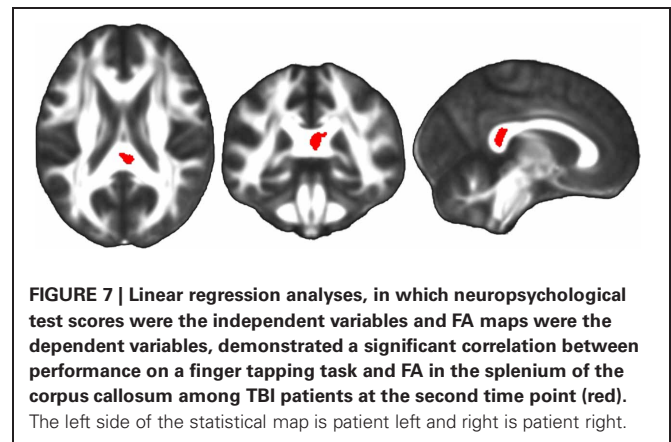 FIGURE 7 | Linear regression analyses, in which neuropsychological
test scores were the independent variables and FA maps were the
dependent variables, demonstrated a significant correlation between
performance on a finger tapping task and FA in the splenium of the
corpus callosum among TBI patients at the second time point (red).
The left side of the statistical map is patient left and right is patient right.